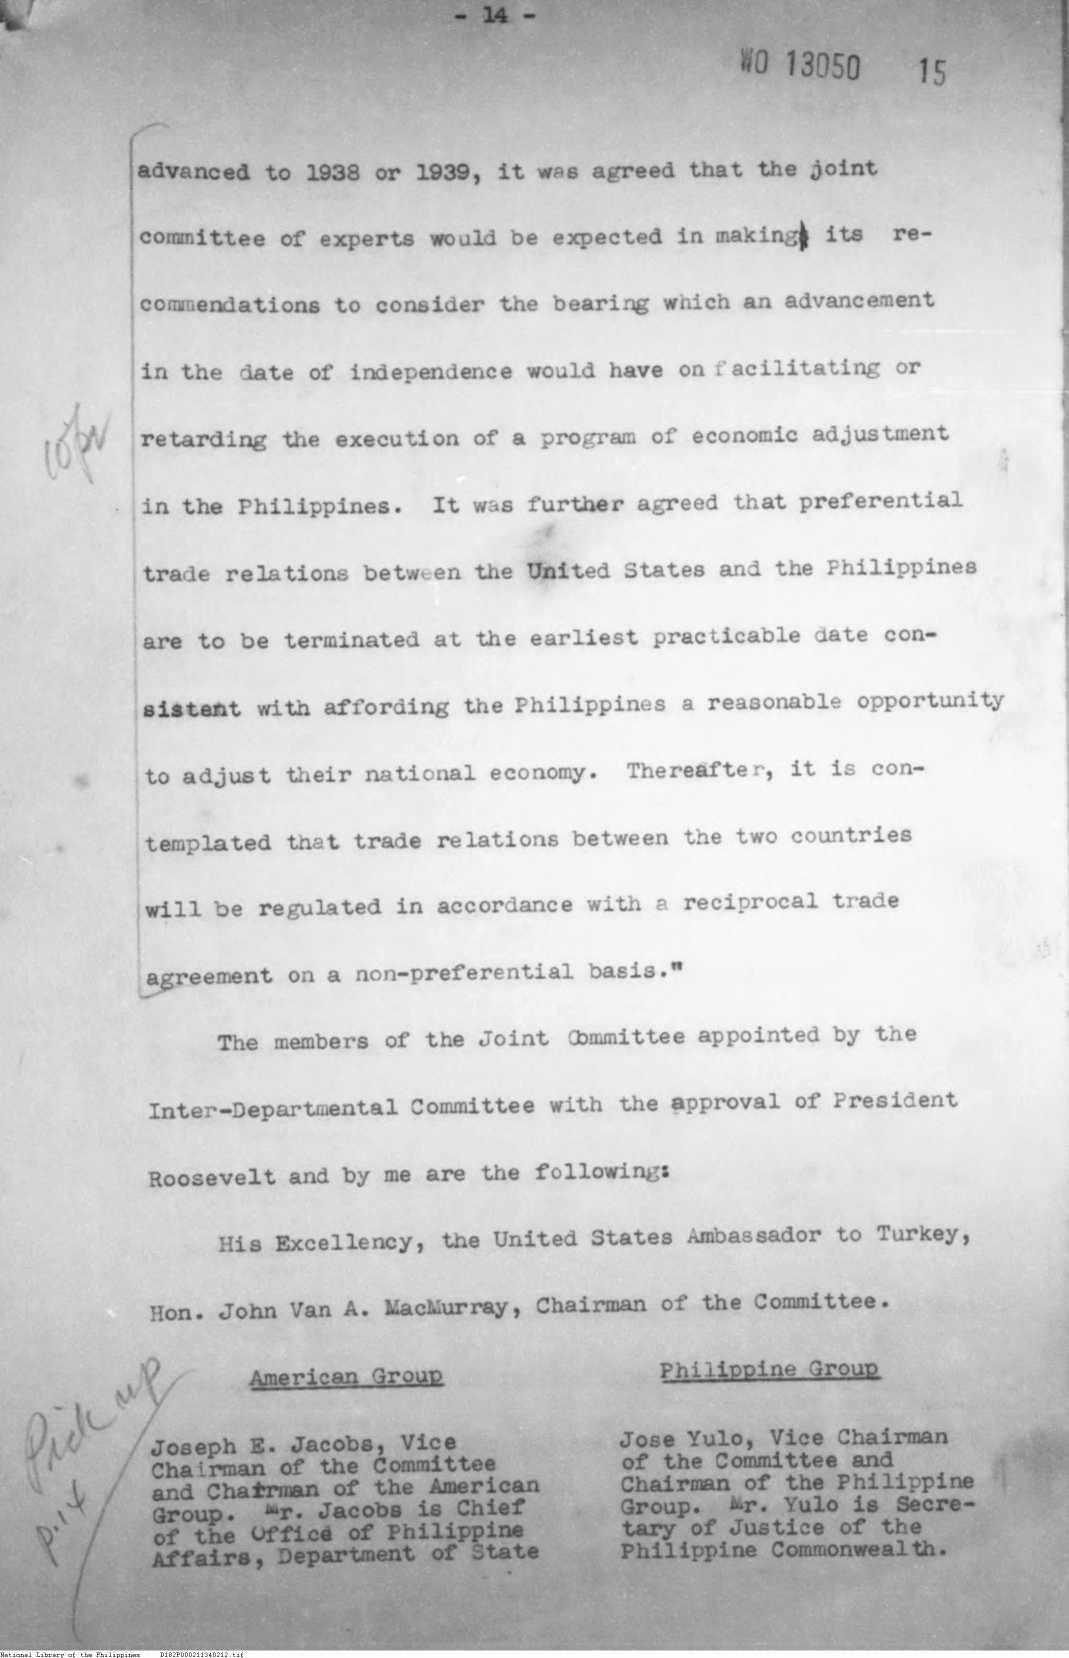 - 14 -
WO 13050 15
advanced to 1938 or 1939, it was agreed that the joint
committee of experts would be expected in making its re-
commendations to consider the bearing which an advancement
in the date of independence would have on facilitating or
retarding the execution of a program of economic adjustment
in the Philippines. It was further agreed that preferential
trade relations between the United States and the Philippines
are to be terminated at the earliest practicable date con-
sistent with affording the Philippines a reasonable opportunity
to adjust their national economy. Thereafter, it is con-
templated that trade relations between the two countries
will be regulated in accordance with a reciprocal trade
agreement on a non-preferential basis."
The members of the Joint Committee appointed by the
Inter-Departmental Committee with the approval of President
Roosevelt and by me are the following:
His Excellency, the United States Ambassador to Turkey,
Hon. John Van A. MacMurray, Chairman of the Committee.
American Group
Joseph E. Jacobs, Vice
Chairman of the Committee
and Chairman of the American
Group. Mr. Jacobs is Chief
of the Office of Philippine
Affairs, Department of State
Philippine Group
Jose Yulo, Vice Chairman
of the Committee and
Chairman of the Philippine
Group. Mr. Yulo is Secre-
tary of Justice of the
Philippine Commonwealth.
Pick up
p.14
National Library of the Philippines D182P000211340212.tif